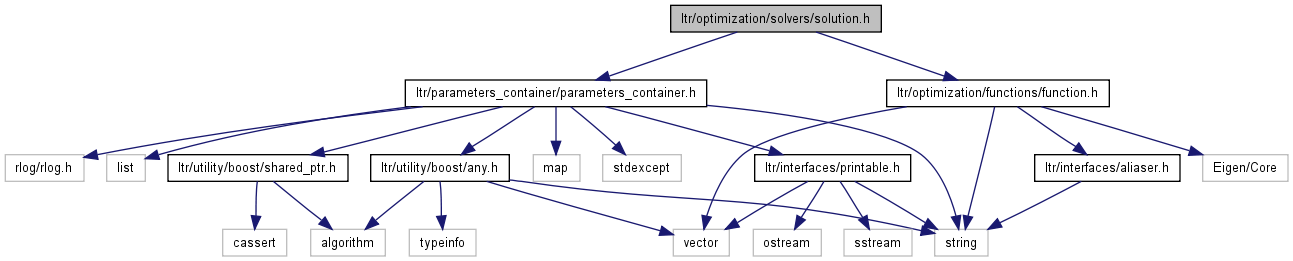 ltr/optimization/solvers/solution.h
ltr/parameters_container/parameters_container.h
ltr/optimization/functions/function.h
rlog/rlog.h
list
ltr/utility/boost/shared_ptr.h
ltr/utility/boost/any.h
map
stdexcept
ltr/interfaces/printable.h
ltr/interfaces/aliaser.h
Eigen/Core
cassert
algorithm
typeinfo
vector
ostream
sstream
string